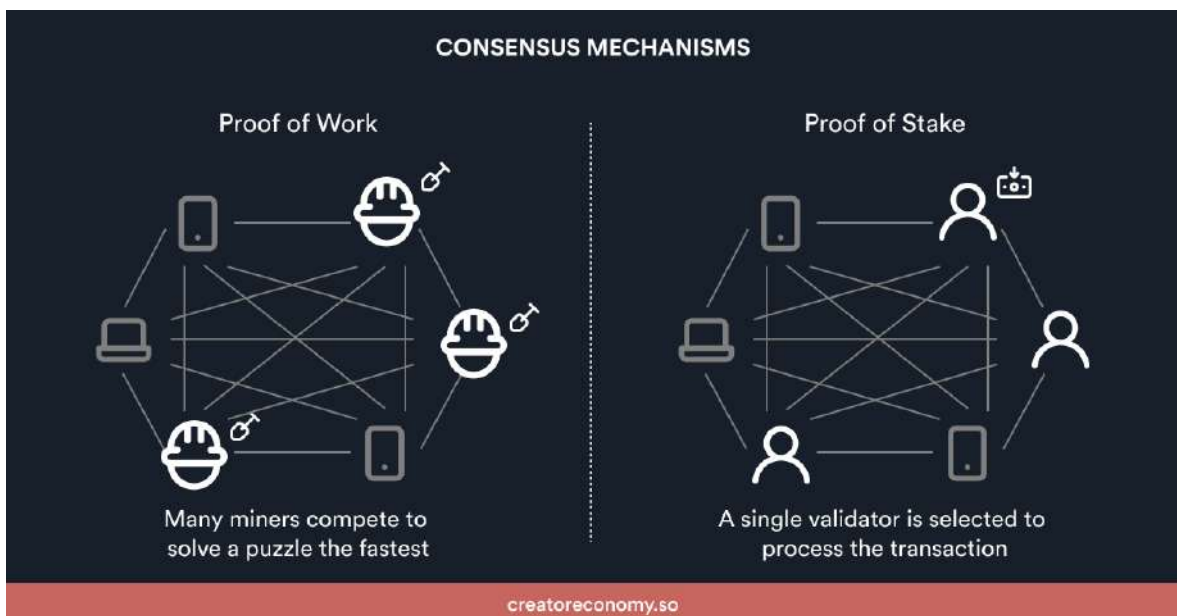 CONSENSUS MECHANISMS
Proof of Work
Many miners compete to
solve a puzzle the fastest
Proof of Stake
A single validator is selected to
process the transaction
creatoreconomy.so